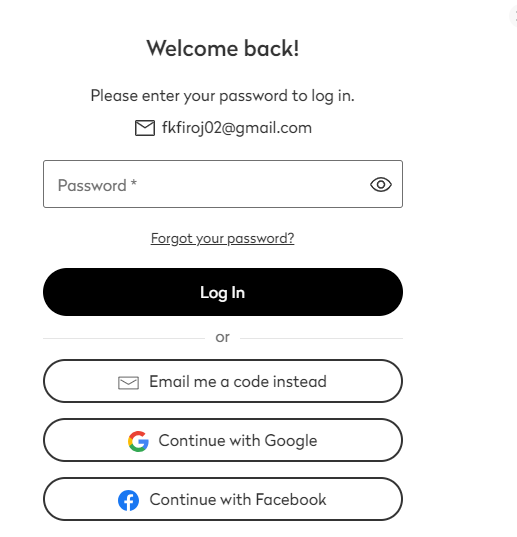 Welcome back!
Please enter your password to log in.
fkfiroj02@gmail.com
Password *
Forgot your password?
Log In
or
Email me a code instead
Continue with Google
Continue with Facebook